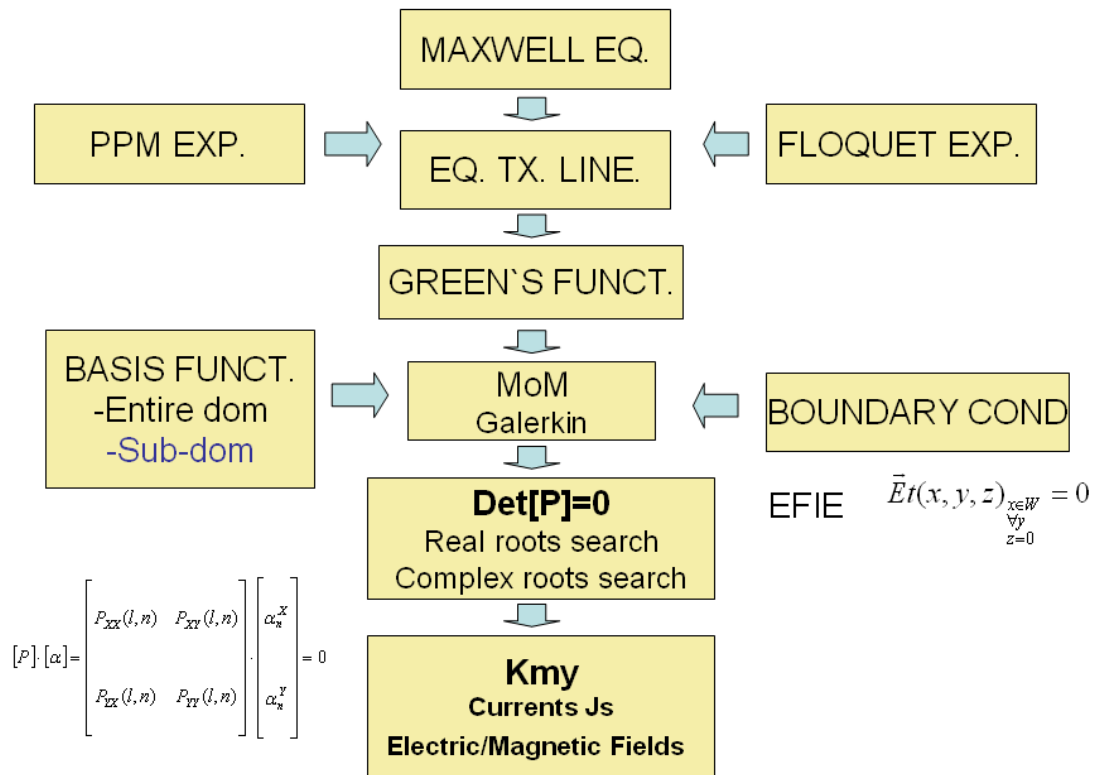 MAXWELL EQ.
PPM EXP.
EQ. TX. LINE.
FLOQUET EXP.
GREEN`S FUNCT.
BASIS FUNCT.
-Entire dom
-Sub-dom
MoM
Galerkin
BOUNDARY COND
Det[P]=0
Real roots search
Complex roots search
EFIE
E⃗t(x, y, z) x∈W ∀y z=0 = 0
[P]·[α]= [P_XX(l,n) P_XY(l,n) P_YX(l,n) P_YY(l,n)] · [α_n^X α_n^Y] = 0
Kmy
Currents Js
Electric/Magnetic Fields